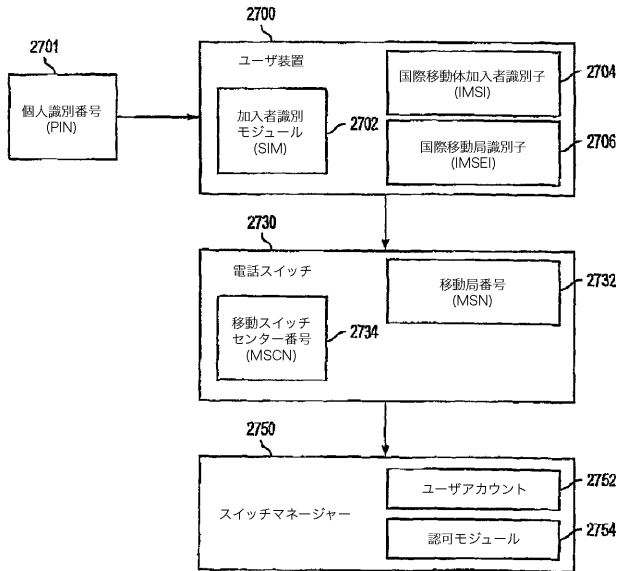 2700
2701
ユーザ装置
個人識別番号
(PIN)
加入者識別
モジュール
(SIM)
2702
国際移動体加入者識別子
(IMSI)
2704
国際移動局識別子
(IMSEI)
2706
2730
電話スイッチ
移動局番号
(MSN)
2732
移動スイッチ
センター番号
(MSCN)
2734
2750
スイッチマネージャー
ユーザアカウント
2752
認可モジュール
2754